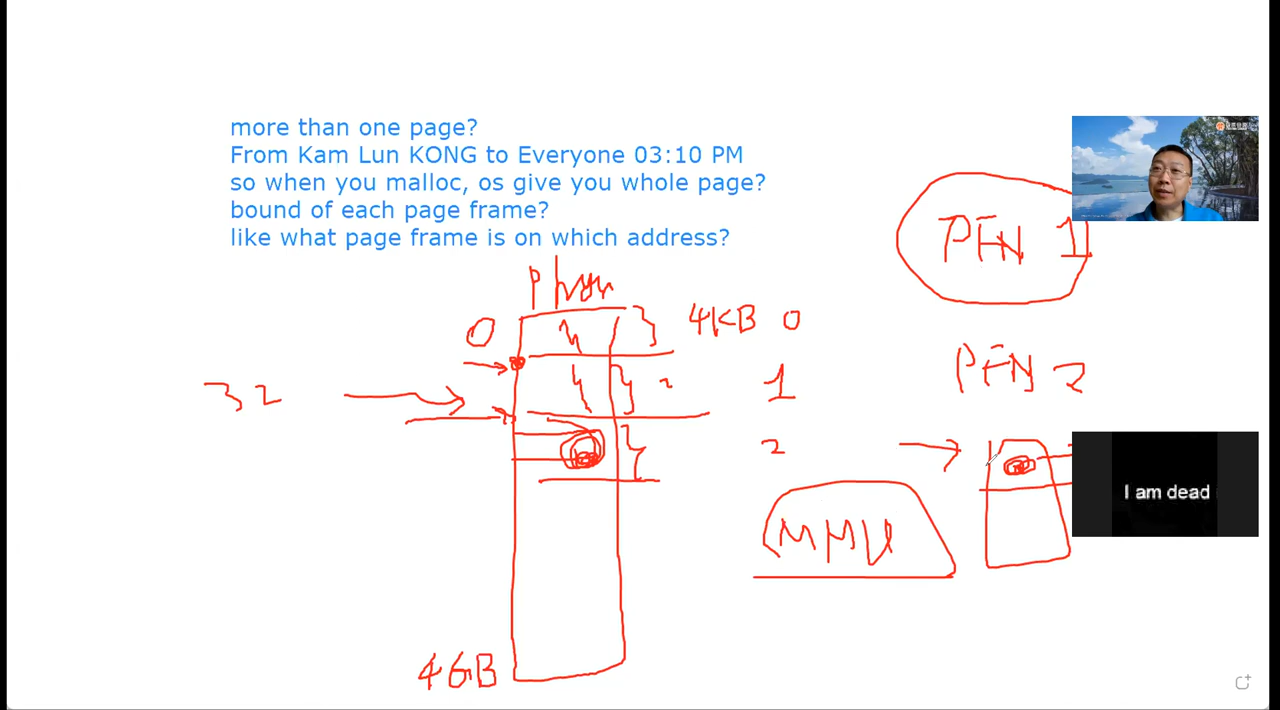 more than one page?
From Kam Lun KONG to Everyone 03:10 PM
so when you malloc, os give you whole page?
bound of each page frame?
like what page frame is on which address?
PFN 1
0
4KB 0
32
1
PFN 2
2
MMU
I am dead
4GB